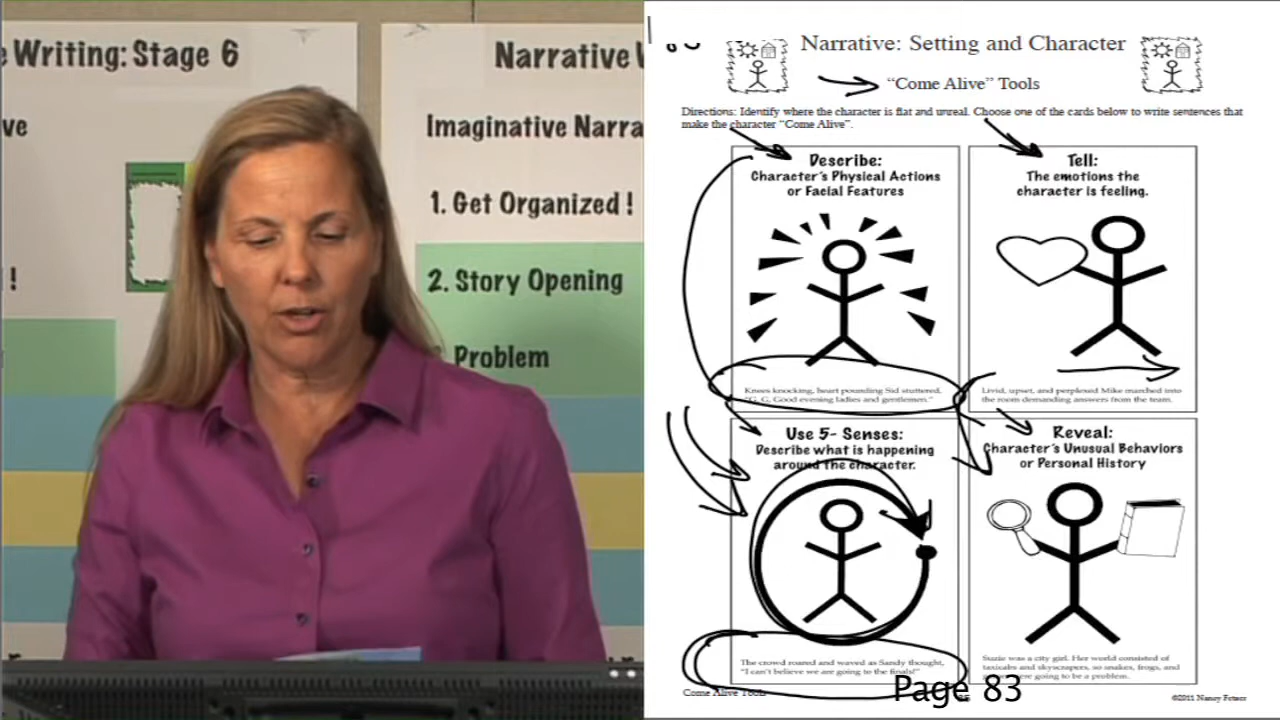 e Writing: Stage 6
ve
!
Narrative
Imaginative Narra
1. Get Organized !
2. Story Opening
Problem
Narrative: Setting and Character
"Come Alive" Tools
Directions: Identify where the character is flat and unreal. Choose one of the cards below to write sentences that
make the character "Come Alive".
Describe:
Character's Physical Actions
or Facial Features
Knees knocking, heart pounding Sid stuttered,
"G, G, Good evening ladies and gentlemen."
Tell:
The emotions the
character is feeling.
Livid, upset, and perplexed Mike marched into
the room demanding answers from the team.
Use 5- Senses:
Describe what is happening
around the character.
The crowd roared and waved as Sandy thought,
"I can't believe we are going to the finals!"
Reveal:
Character's Unusual Behaviors
or Personal History
Suzie was a city girl. Her world consisted of
taxicabs and skyscrapers, so snakes, frogs, and
were going to be a problem.
Come Alive Tools
Page 83
©2011 Nancy Fetzer